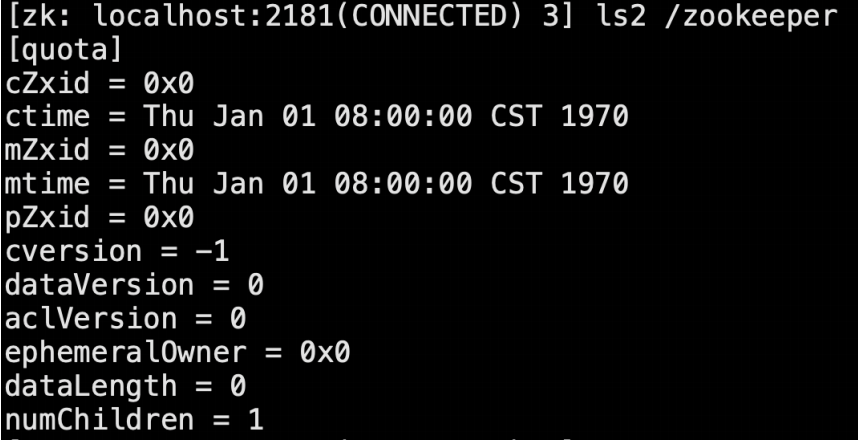 [zk: localhost:2181(CONNECTED) 3] ls2 /zookeeper
[quota]
cZxid = 0x0
ctime = Thu Jan 01 08:00:00 CST 1970
mZxid = 0x0
mtime = Thu Jan 01 08:00:00 CST 1970
pZxid = 0x0
cversion = -1
dataVersion = 0
aclVersion = 0
ephemeralOwner = 0x0
dataLength = 0
numChildren = 1